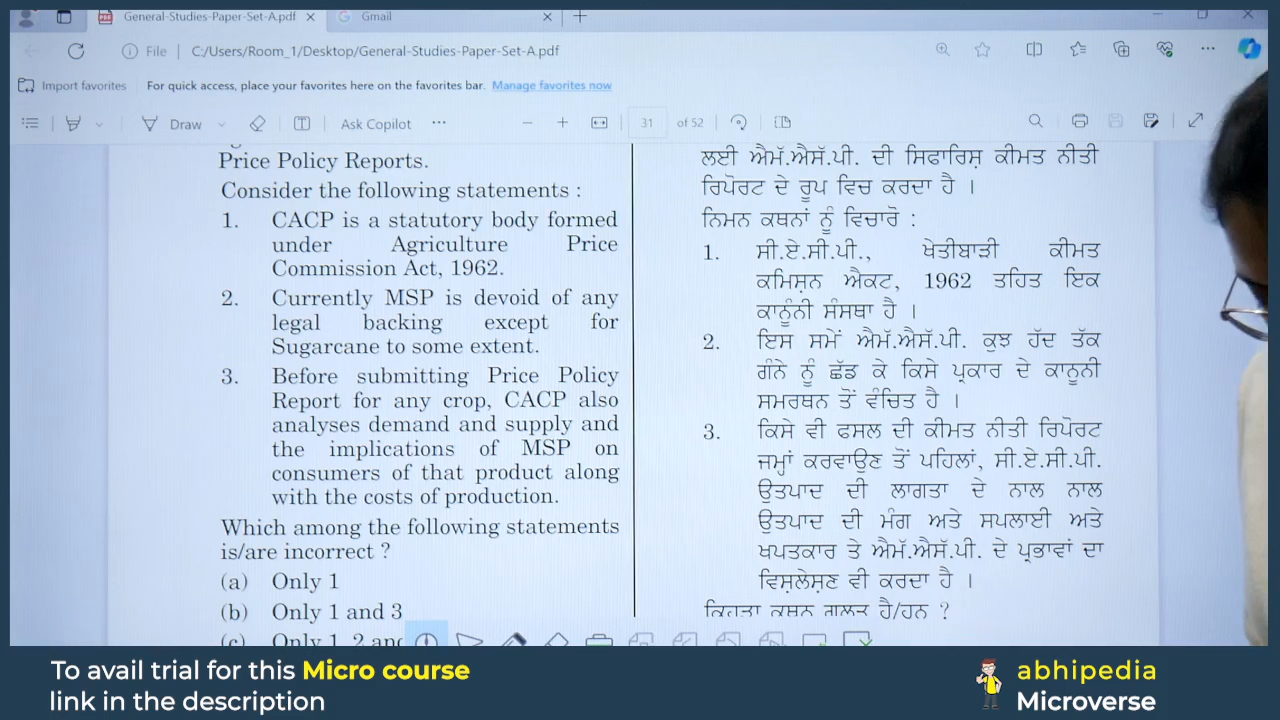 General-Studies-Paper-Set-A.pdf
Gmail
File C:/Users/Room_1/Desktop/General-Studies-Paper-Set-A.pdf
Import favorites For quick access, place your favorites here on the favorites bar. Manage favorites now
Draw Ask Copilot 31 of 52
Price Policy Reports.
Consider the following statements :
1. CACP is a statutory body formed
under Agriculture Price
Commission Act, 1962.
2. Currently MSP is devoid of any
legal backing except for
Sugarcane to some extent.
3. Before submitting Price Policy
Report for any crop, CACP also
analyses demand and supply and
the implications of MSP on
consumers of that product along
with the costs of production.
Which among the following statements
is/are incorrect ?
(a) Only 1
(b) Only 1 and 3
(c) Only 1, 2 and
ਲਈ ਐਮੱ.ਐਸੱ.ਪੀ. ਦੀ ਸਿਫਾਰਿਸ਼ ਕੀਮਤ ਨੀਤੀ
ਰਿਪੋਰਟ ਦੇ ਰੂਪ ਵਿਚ ਕਰਦਾ ਹੈ ।
ਨਿਮਨ ਕਥਨਾਂ ਨੂੰ ਵਿਚਾਰੋ :
1. ਸੀ.ਏ.ਸੀ.ਪੀ., ਖੇਤੀਬਾੜੀ ਕੀਮਤ
ਕਮਿਸ਼ਨ ਐਕਟ, 1962 ਤਹਿਤ ਇਕ
ਕਾਨੂੰਨੀ ਸੰਸਥਾ ਹੈ ।
2. ਇਸ ਸਮੇਂ ਐਮੱ.ਐਸੱ.ਪੀ. ਕੁਝ ਹੱਦ ਤੱਕ
ਗੰਨੇ ਨੂੰ ਛੱਡ ਕੇ ਕਿਸੇ ਪ੍ਰਕਾਰ ਦੇ ਕਾਨੂਨੀ
ਸਮਰਥਨ ਤੋਂ ਵੰਚਿਤ ਹੈ ।
3. ਕਿਸੇ ਵੀ ਫਸਲ ਦੀ ਕੀਮਤ ਨੀਤੀ ਰਿਪੋਰਟ
ਜਮ੍ਹਾਂ ਕਰਵਾਉਣ ਤੋਂ ਪਹਿਲਾਂ, ਸੀ.ਏ.ਸੀ.ਪੀ.
ਉਤਪਾਦ ਦੀ ਲਾਗਤਾ ਦੇ ਨਾਲ ਨਾਲ
ਉਤਪਾਦ ਦੀ ਮੰਗ ਅਤੇ ਸਪਲਾਈ ਅਤੇ
ਖਪਤਕਾਰ ਤੇ ਐਮੱ.ਐਸੱ.ਪੀ. ਦੇ ਪ੍ਰਭਾਵਾਂ ਦਾ
ਵਿਸ਼ਲੇਸ਼ਣ ਵੀ ਕਰਦਾ ਹੈ ।
ਕਿਹੜਾ ਕਥਨ ਗਲਤ ਹੈ/ਹਨ ?
To avail trial for this Micro course
link in the description
abhipedia
Microverse